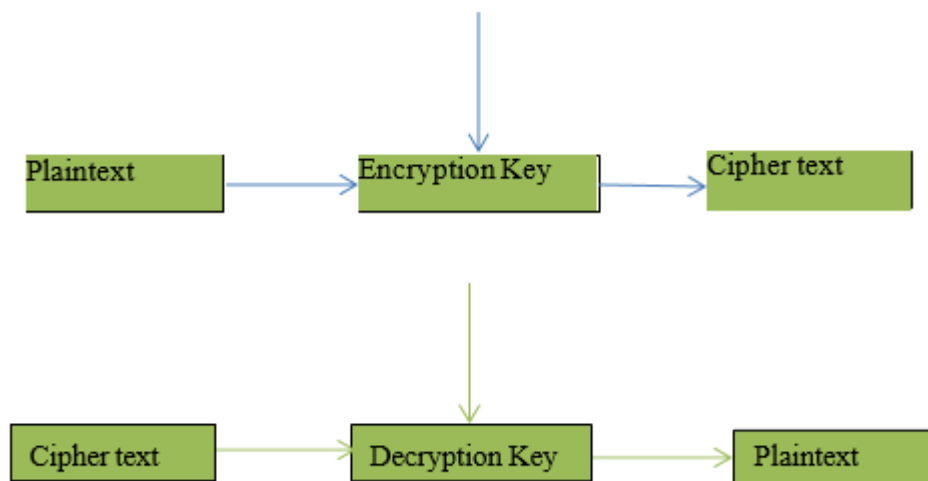 Plaintext
Encryption Key
Cipher text
Cipher text
Decryption Key
Plaintext